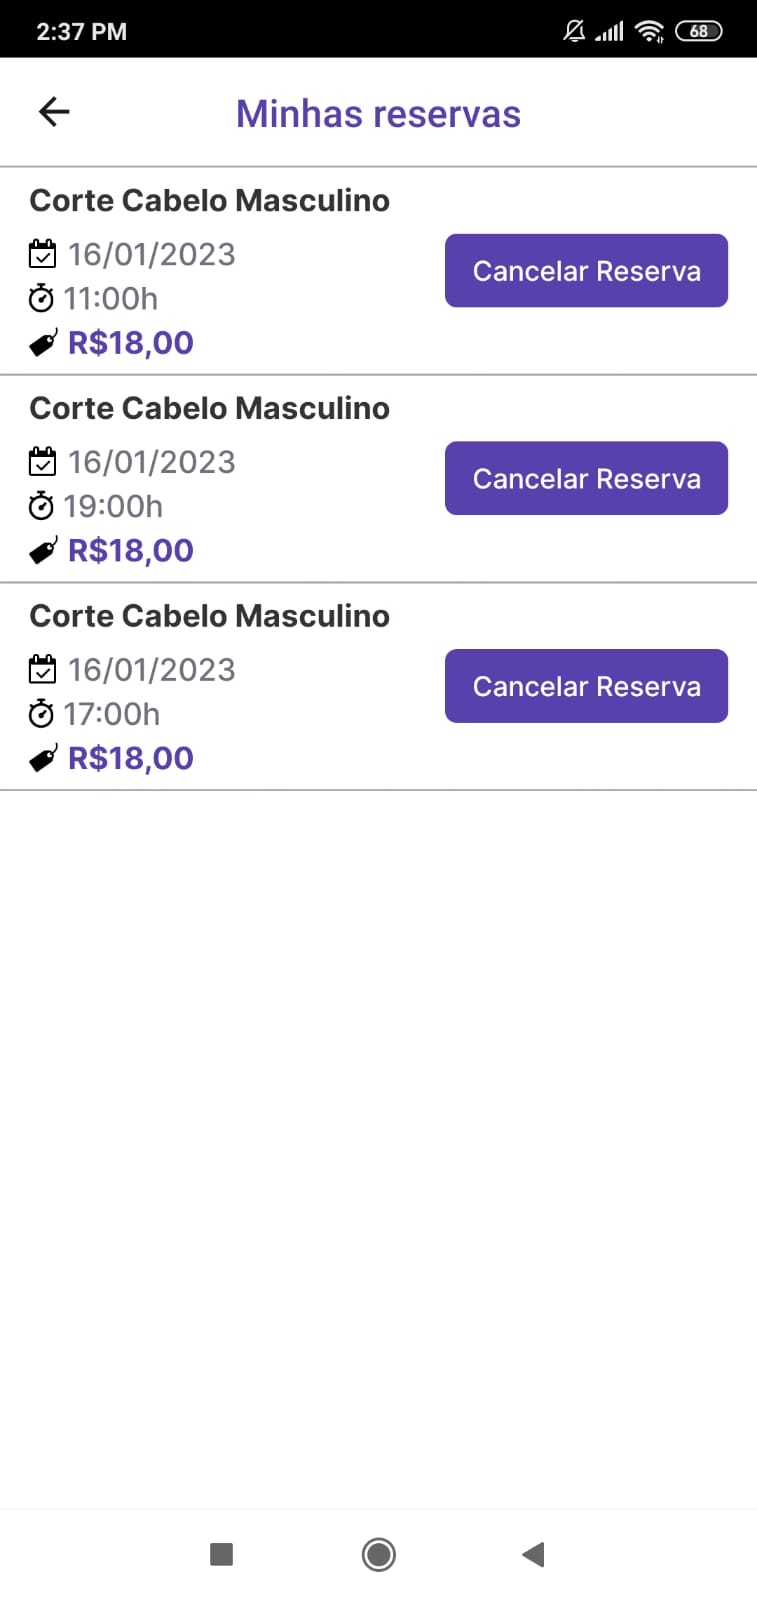 2:37 PM
68
Minhas reservas
Corte Cabelo Masculino
16/01/2023
Cancelar Reserva
11:00h
R$18,00
Corte Cabelo Masculino
16/01/2023
Cancelar Reserva
19:00h
R$18,00
Corte Cabelo Masculino
16/01/2023
Cancelar Reserva
17:00h
R$18,00